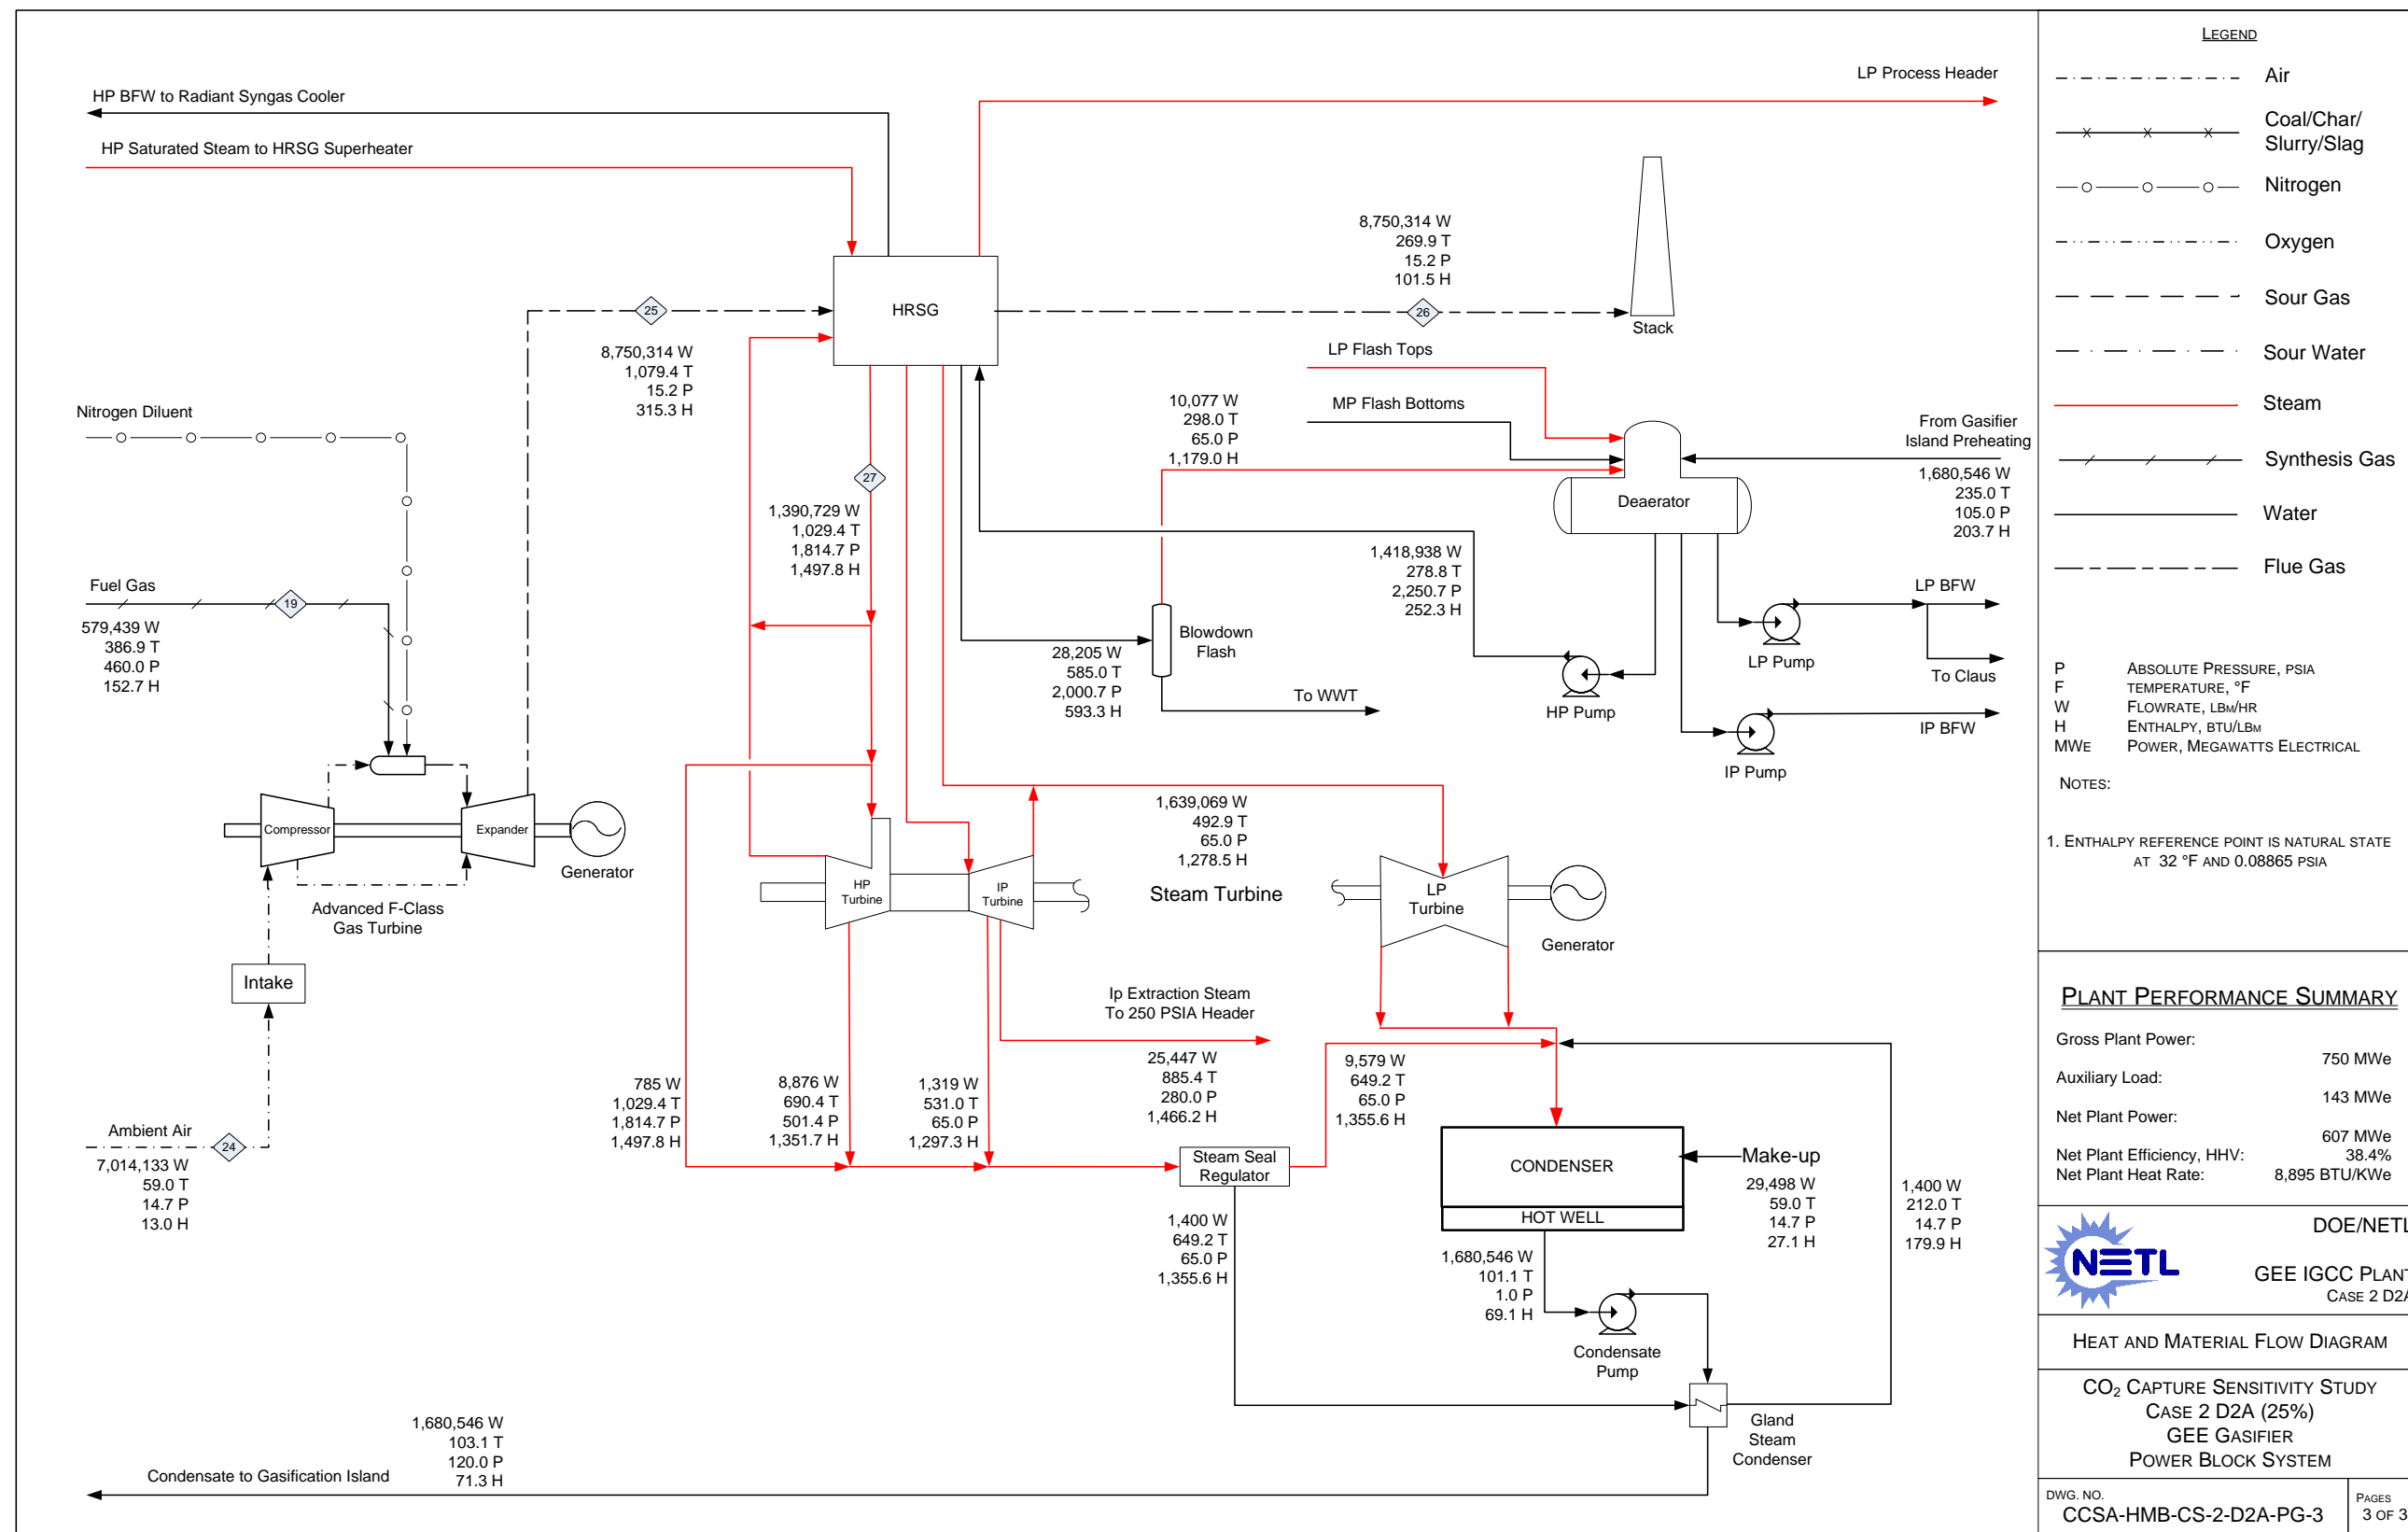 HP BFW to Radiant Syngas Cooler
HP Saturated Steam to HRSG Superheater
LP Process Header
HRSG
25
8,750,314 W
1,079.4 T
15.2 P
315.3 H
8,750,314 W
269.9 T
15.2 P
101.5 H
26
Stack
Nitrogen Diluent
Fuel Gas
19
579,439 W
386.9 T
460.0 P
152.7 H
27
1,390,729 W
1,029.4 T
1,814.7 P
1,497.8 H
LP Flash Tops
MP Flash Bottoms
10,077 W
298.0 T
65.0 P
1,179.0 H
Deaerator
From Gasifier
Island Preheating
1,680,546 W
235.0 T
105.0 P
203.7 H
1,418,938 W
278.8 T
2,250.7 P
252.3 H
Blowdown
Flash
28,205 W
585.0 T
2,000.7 P
593.3 H
To WWT
HP Pump
LP Pump
LP BFW
To Claus
IP Pump
IP BFW
Compressor
Expander
Generator
Advanced F-Class
Gas Turbine
Intake
Ambient Air
24
7,014,133 W
59.0 T
14.7 P
13.0 H
HP
Turbine
IP
Turbine
1,639,069 W
492.9 T
65.0 P
1,278.5 H
Steam Turbine
LP
Turbine
Generator
Ip Extraction Steam
To 250 PSIA Header
25,447 W
885.4 T
280.0 P
1,466.2 H
785 W
1,029.4 T
1,814.7 P
1,497.8 H
8,876 W
690.4 T
501.4 P
1,351.7 H
1,319 W
531.0 T
65.0 P
1,297.3 H
9,579 W
649.2 T
65.0 P
1,355.6 H
Steam Seal
Regulator
1,400 W
649.2 T
65.0 P
1,355.6 H
CONDENSER
HOT WELL
Make-up
29,498 W
59.0 T
14.7 P
27.1 H
1,400 W
212.0 T
14.7 P
179.9 H
1,680,546 W
101.1 T
1.0 P
69.1 H
Condensate
Pump
Gland
Steam
Condenser
1,680,546 W
103.1 T
120.0 P
71.3 H
Condensate to Gasification Island
LEGEND
Air
Coal/Char/
Slurry/Slag
Nitrogen
Oxygen
Sour Gas
Sour Water
Steam
Synthesis Gas
Water
Flue Gas
P ABSOLUTE PRESSURE, PSIA
F TEMPERATURE, °F
W FLOWRATE, LBM/HR
H ENTHALPY, BTU/LBM
MWE POWER, MEGAWATTS ELECTRICAL
NOTES:
1. ENTHALPY REFERENCE POINT IS NATURAL STATE
AT 32 °F AND 0.08865 PSIA
PLANT PERFORMANCE SUMMARY
Gross Plant Power:
750 MWe
Auxiliary Load:
143 MWe
Net Plant Power:
607 MWe
Net Plant Efficiency, HHV: 38.4%
Net Plant Heat Rate: 8,895 BTU/KWe
NETL
DOE/NETL
GEE IGCC PLANT
CASE 2 D2A
HEAT AND MATERIAL FLOW DIAGRAM
CO₂ CAPTURE SENSITIVITY STUDY
CASE 2 D2A (25%)
GEE GASIFIER
POWER BLOCK SYSTEM
DWG. NO.
CCSA-HMB-CS-2-D2A-PG-3
PAGES
3 OF 3